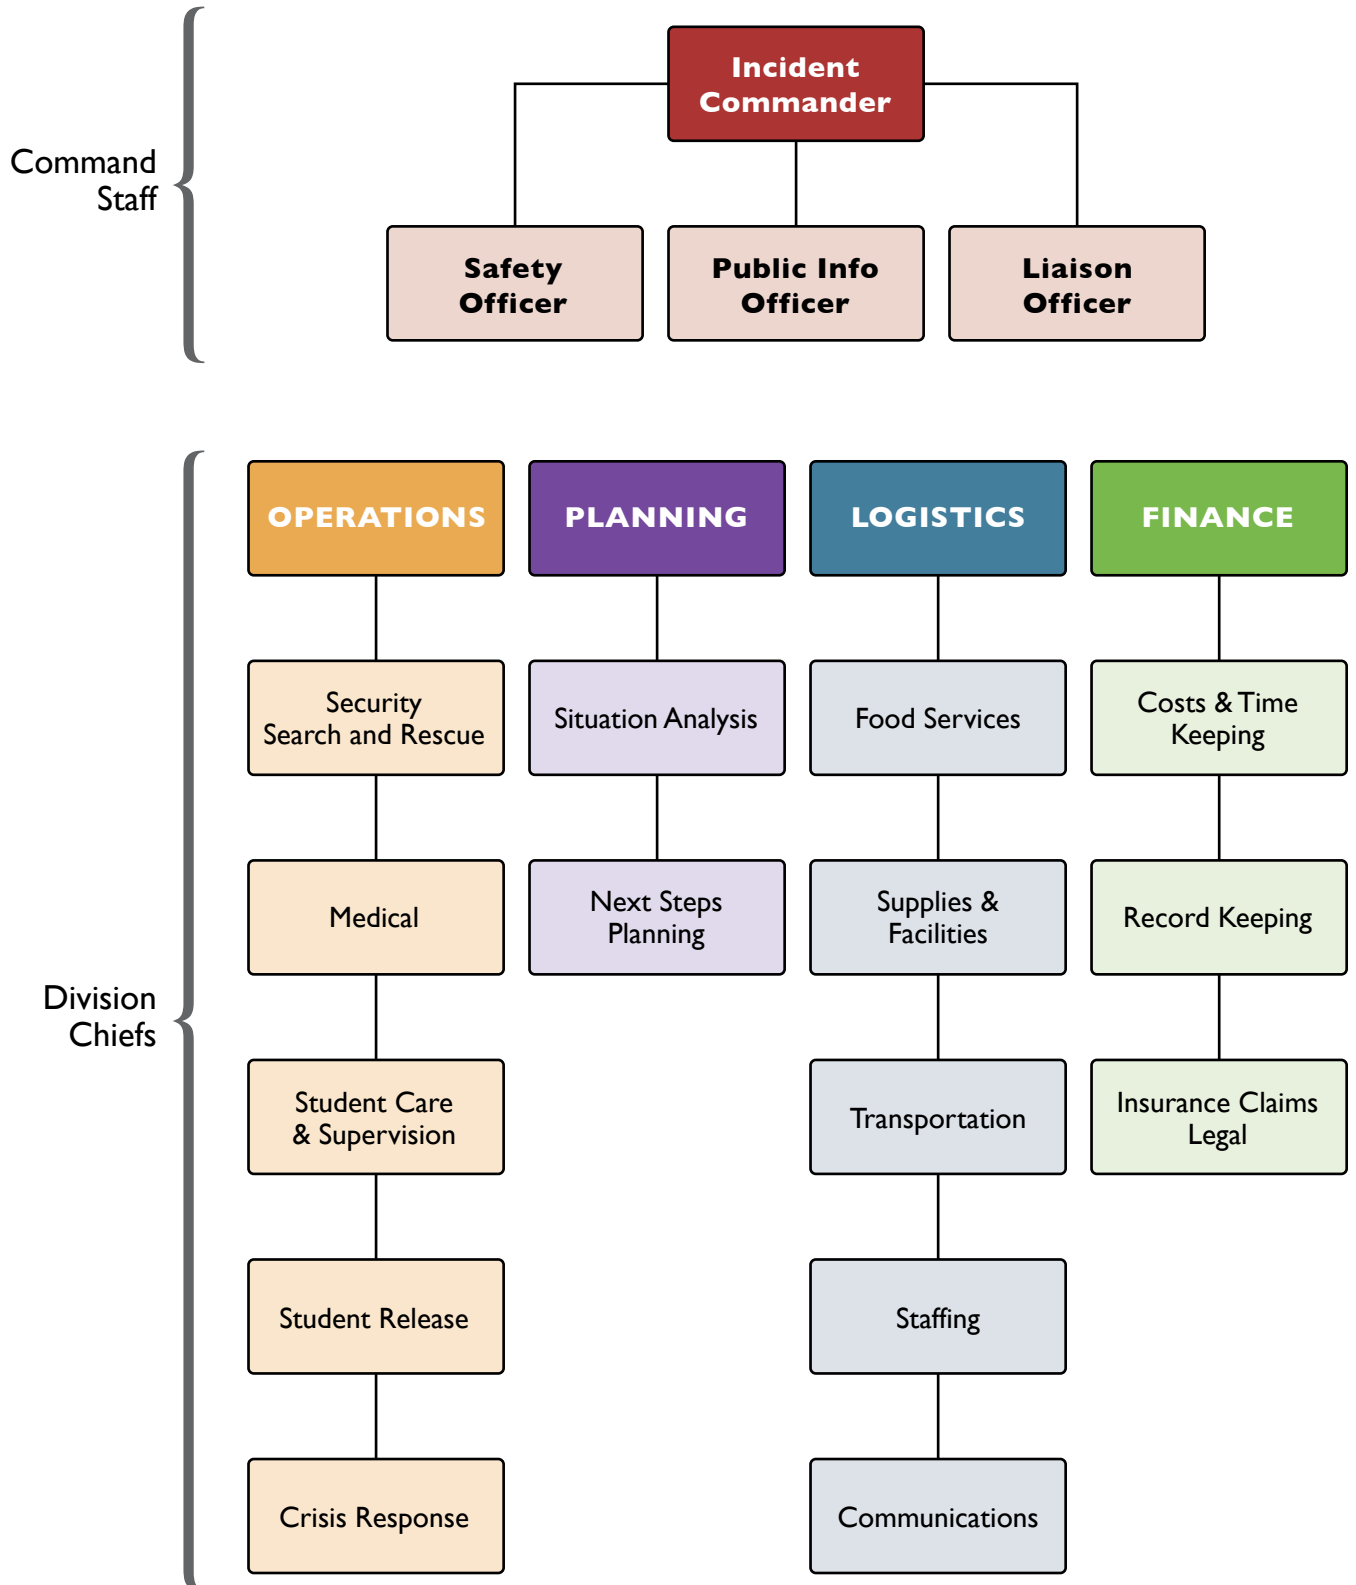 Incident
Commander
Command
Staff
Safety
Officer
Public Info
Officer
Liaison
Officer
OPERATIONS
PLANNING
LOGISTICS
FINANCE
Security
Search and Rescue
Situation Analysis
Food Services
Costs & Time
Keeping
Medical
Next Steps
Planning
Supplies &
Facilities
Record Keeping
Division
Chiefs
Student Care
& Supervision
Transportation
Insurance Claims
Legal
Student Release
Staffing
Crisis Response
Communications